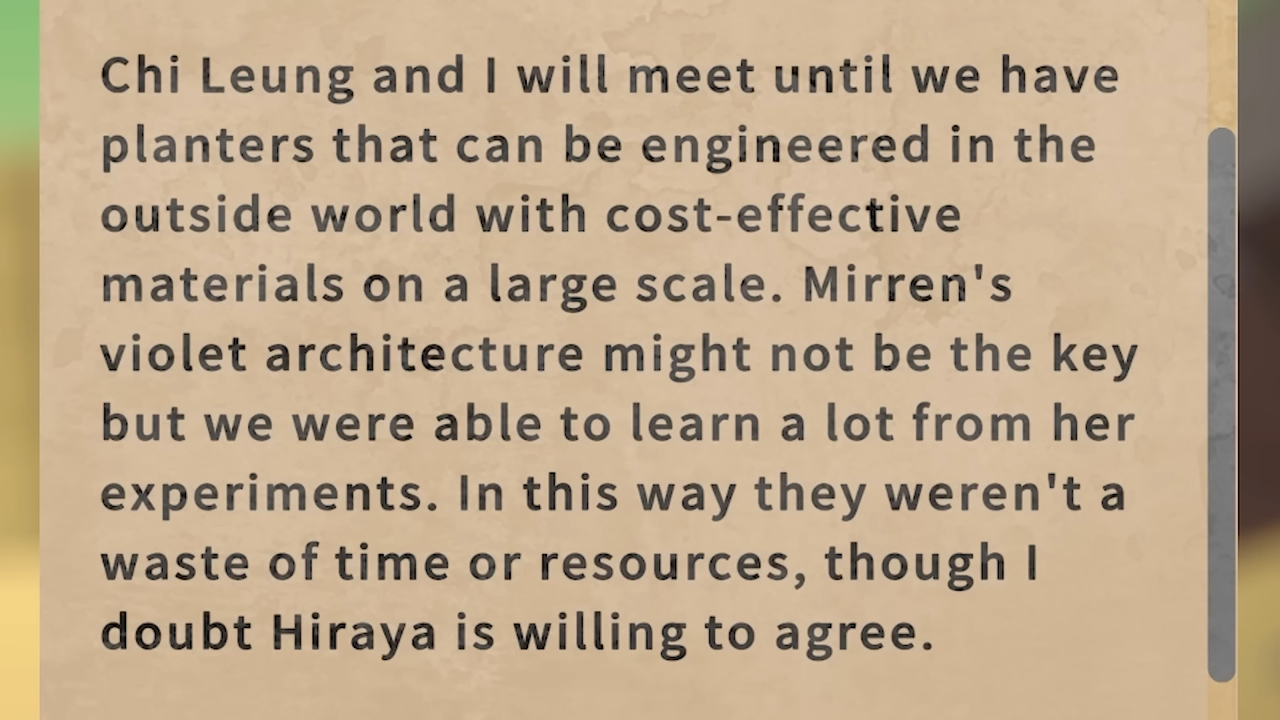 Chi Leung and I will meet until we have
planters that can be engineered in the
outside world with cost-effective
materials on a large scale. Mirren's
violet architecture might not be the key
but we were able to learn a lot from her
experiments. In this way they weren't a
waste of time or resources, though I
doubt Hiraya is willing to agree.